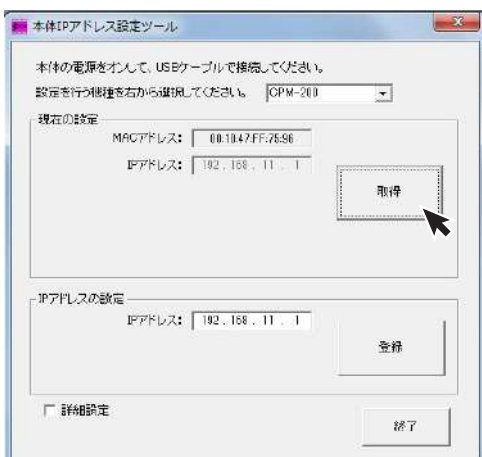 本体IPアドレス設定ツール
本体の電源をオンして、USBケーブルで接続してください。
設定を行う機種を右から選択してください。 CPM-200
現在の設定
MACアドレス: 00:10:47:FF:75:96
IPアドレス: 192 . 168 . 11 . 1
取得
IPアドレスの設定
IPアドレス: 192 . 168 . 11 . 1
登録
詳細設定
終了